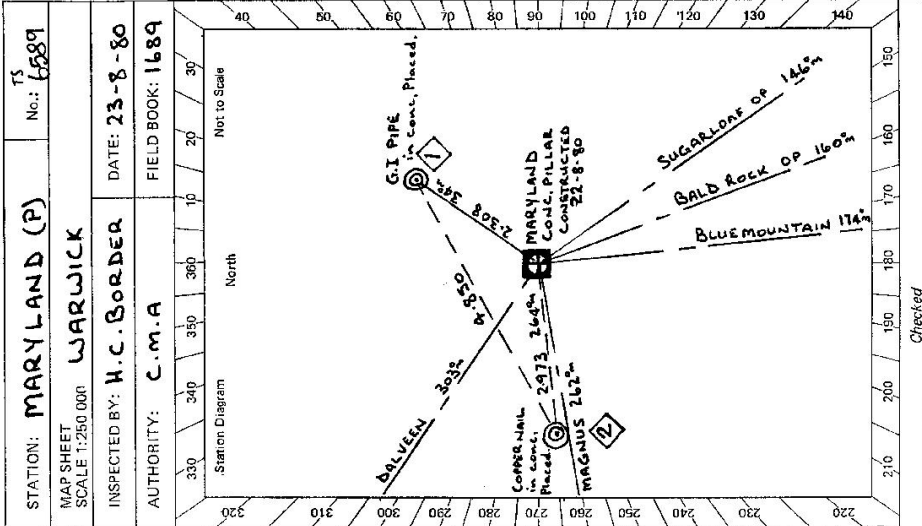 STATION: MARYLAND (P)
No.: TS 6589
MAP SHEET
SCALE 1:250 000 WARWICK
INSPECTED BY: H.C. BORDER
DATE: 23-8-80
AUTHORITY: C.M.A
FIELD BOOK: 1689
330 340 350 360 10 20 30
Station Diagram
North
Not to Scale
40
50
60
70
80
90
100
110
120
130
140
320
310
300
290
280
270
260
250
240
230
220
G.I PIPE
in conc. Placed.
1
2.308 34°m
4.850
DALVEEN 303°m
MARYLAND
CONC. PILLAR
CONSTRUCTED
22-8-80
COPPER NAIL
in conc.
Placed.
2.973 264°m
MAGNUS 262°m
2
SUGARLOAF OP 146°m
BALD ROCK OP 160°m
BLUEMOUNTAIN 174°m
210 200 190 180 170 160 150
Checked